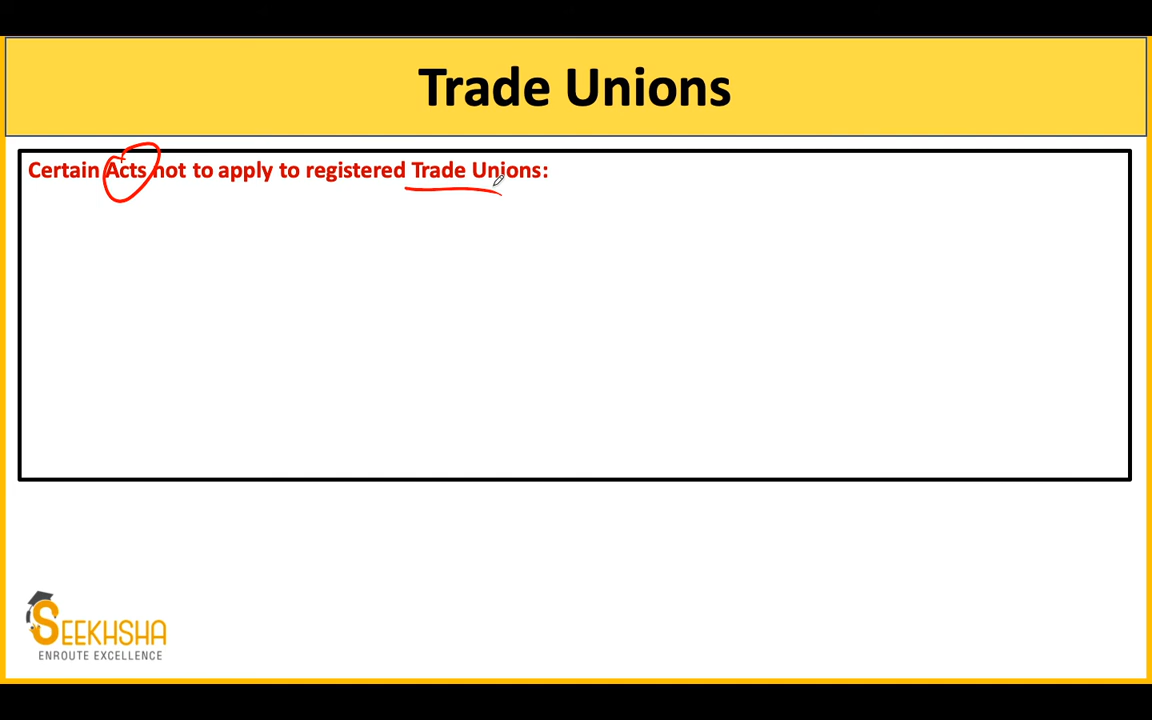 Trade Unions
Certain Acts not to apply to registered Trade Unions:
SEEKHSHA
ENROUTE EXCELLENCE